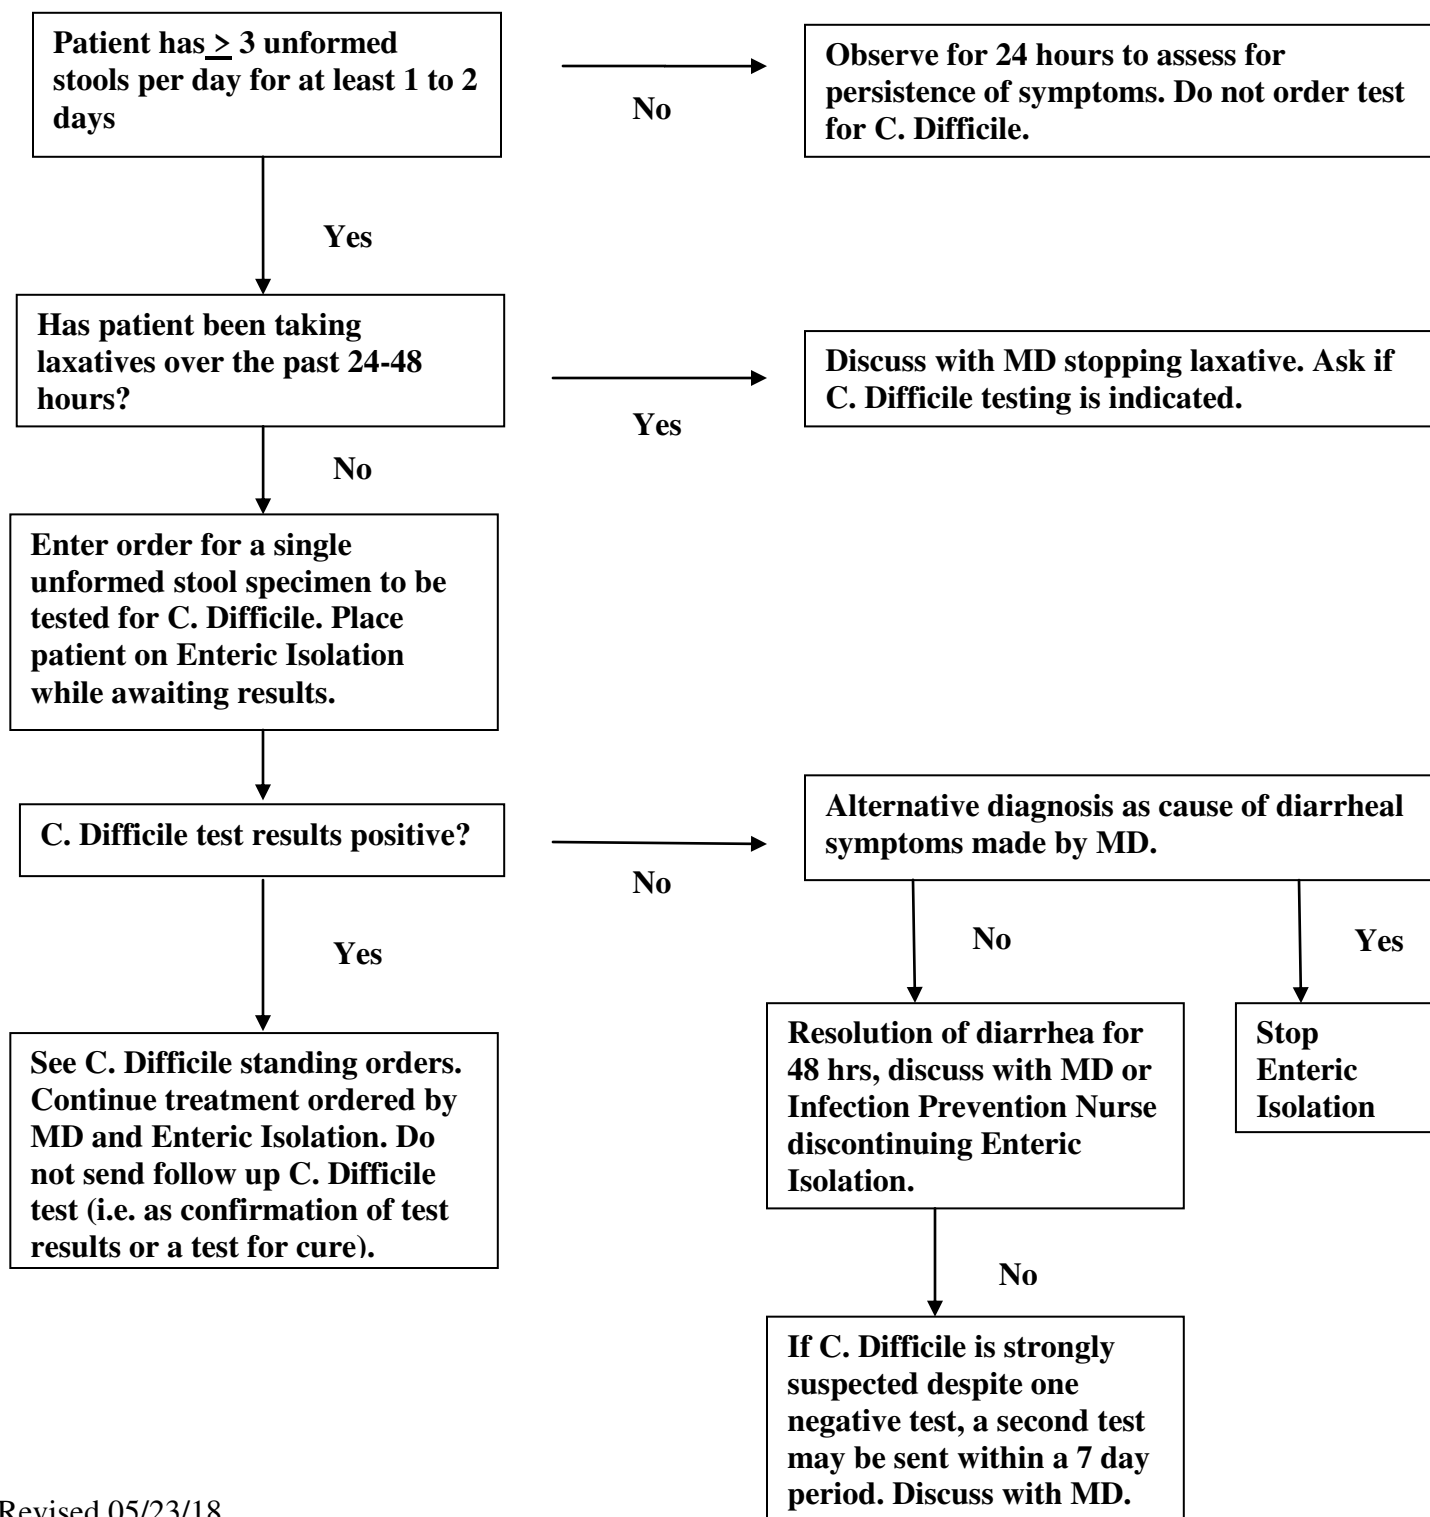 Patient has ≥ 3 unformed
stools per day for at least 1 to 2
days
No
Observe for 24 hours to assess for
persistence of symptoms. Do not order test
for C. Difficile.
Yes
Has patient been taking
laxatives over the past 24-48
hours?
Yes
Discuss with MD stopping laxative. Ask if
C. Difficile testing is indicated.
No
Enter order for a single
unformed stool specimen to be
tested for C. Difficile. Place
patient on Enteric Isolation
while awaiting results.
C. Difficile test results positive?
No
Alternative diagnosis as cause of diarrheal
symptoms made by MD.
Yes
No
Yes
See C. Difficile standing orders.
Continue treatment ordered by
MD and Enteric Isolation. Do
not send follow up C. Difficile
test (i.e. as confirmation of test
results or a test for cure).
Resolution of diarrhea for
48 hrs, discuss with MD or
Infection Prevention Nurse
discontinuing Enteric
Isolation.
Stop
Enteric
Isolation
No
If C. Difficile is strongly
suspected despite one
negative test, a second test
may be sent within a 7 day
period. Discuss with MD.
Revised 05/23/18